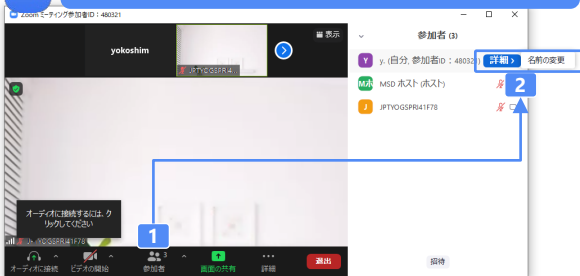 Zoom ミーティング参加者ID：480321
表示
yokoshim
JPTYOGSPRJ4...
参加者 (3)
Y y. (自分, 参加者ID：48032) 詳細 › 名前の変更
Mホ MSD ホスト (ホスト)
2
J JPTYOGSPRJ41F78
オーディオに接続するには、ク
リックしてください
1
JPTYOGSPRJ41F78
3
オーディオに接続 ビデオの開始 参加者 画面の共有 詳細 退出
招待